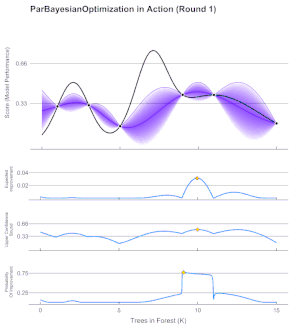 ParBayesianOptimization in Action (Round 1)
Score (Model Performance)
0.66
0.33
Expected
Improvement
0.04
0.02
Upper Confidence
Bound
0.66
0.33
Probability
Of Improvement
0.75
0.25
0
5
10
15
Trees in Forest (K)